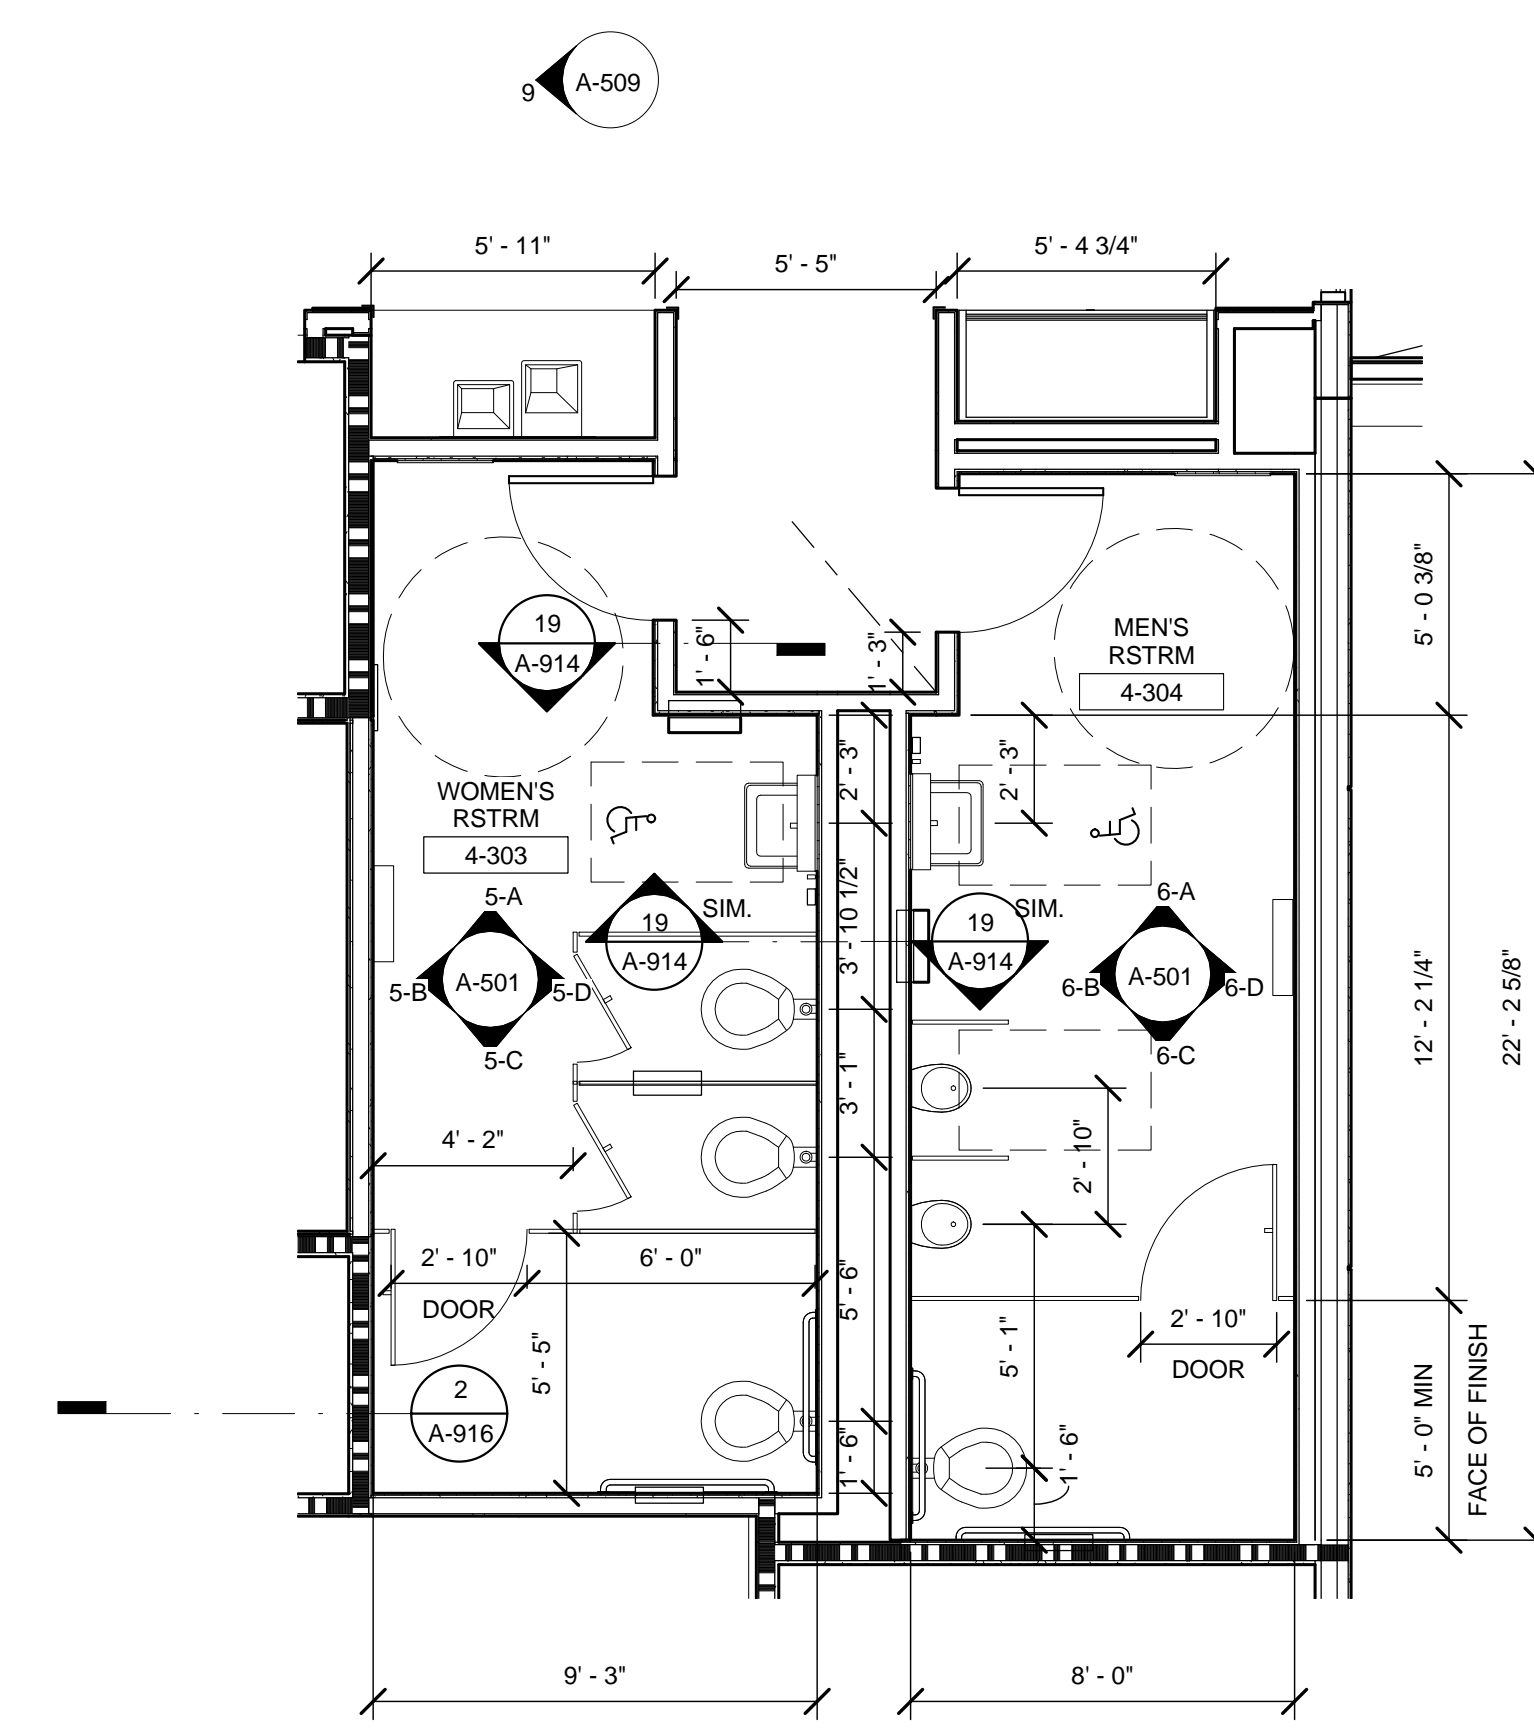 9
A-509
5' - 11"
5' - 5"
5' - 4 3/4"
19
A-914
1' - 6"
1' - 3"
MEN'S
RSTRM
4-304
5' - 0 3/8"
WOMEN'S
RSTRM
4-303
2' - 3"
2' - 3"
5-A
5-B
A-501
5-D
5-C
19
A-914
SIM.
3' - 10 1/2"
19
A-914
SIM.
6-A
6-B
A-501
6-D
6-C
12' - 2 1/4"
22' - 2 5/8"
4' - 2"
3' - 1"
2' - 10"
2' - 10"
DOOR
6' - 0"
5' - 6"
5' - 5"
5' - 1"
2' - 10"
DOOR
2
A-916
1' - 6"
1' - 6"
5' - 0" MIN
FACE OF FINISH
9' - 3"
8' - 0"